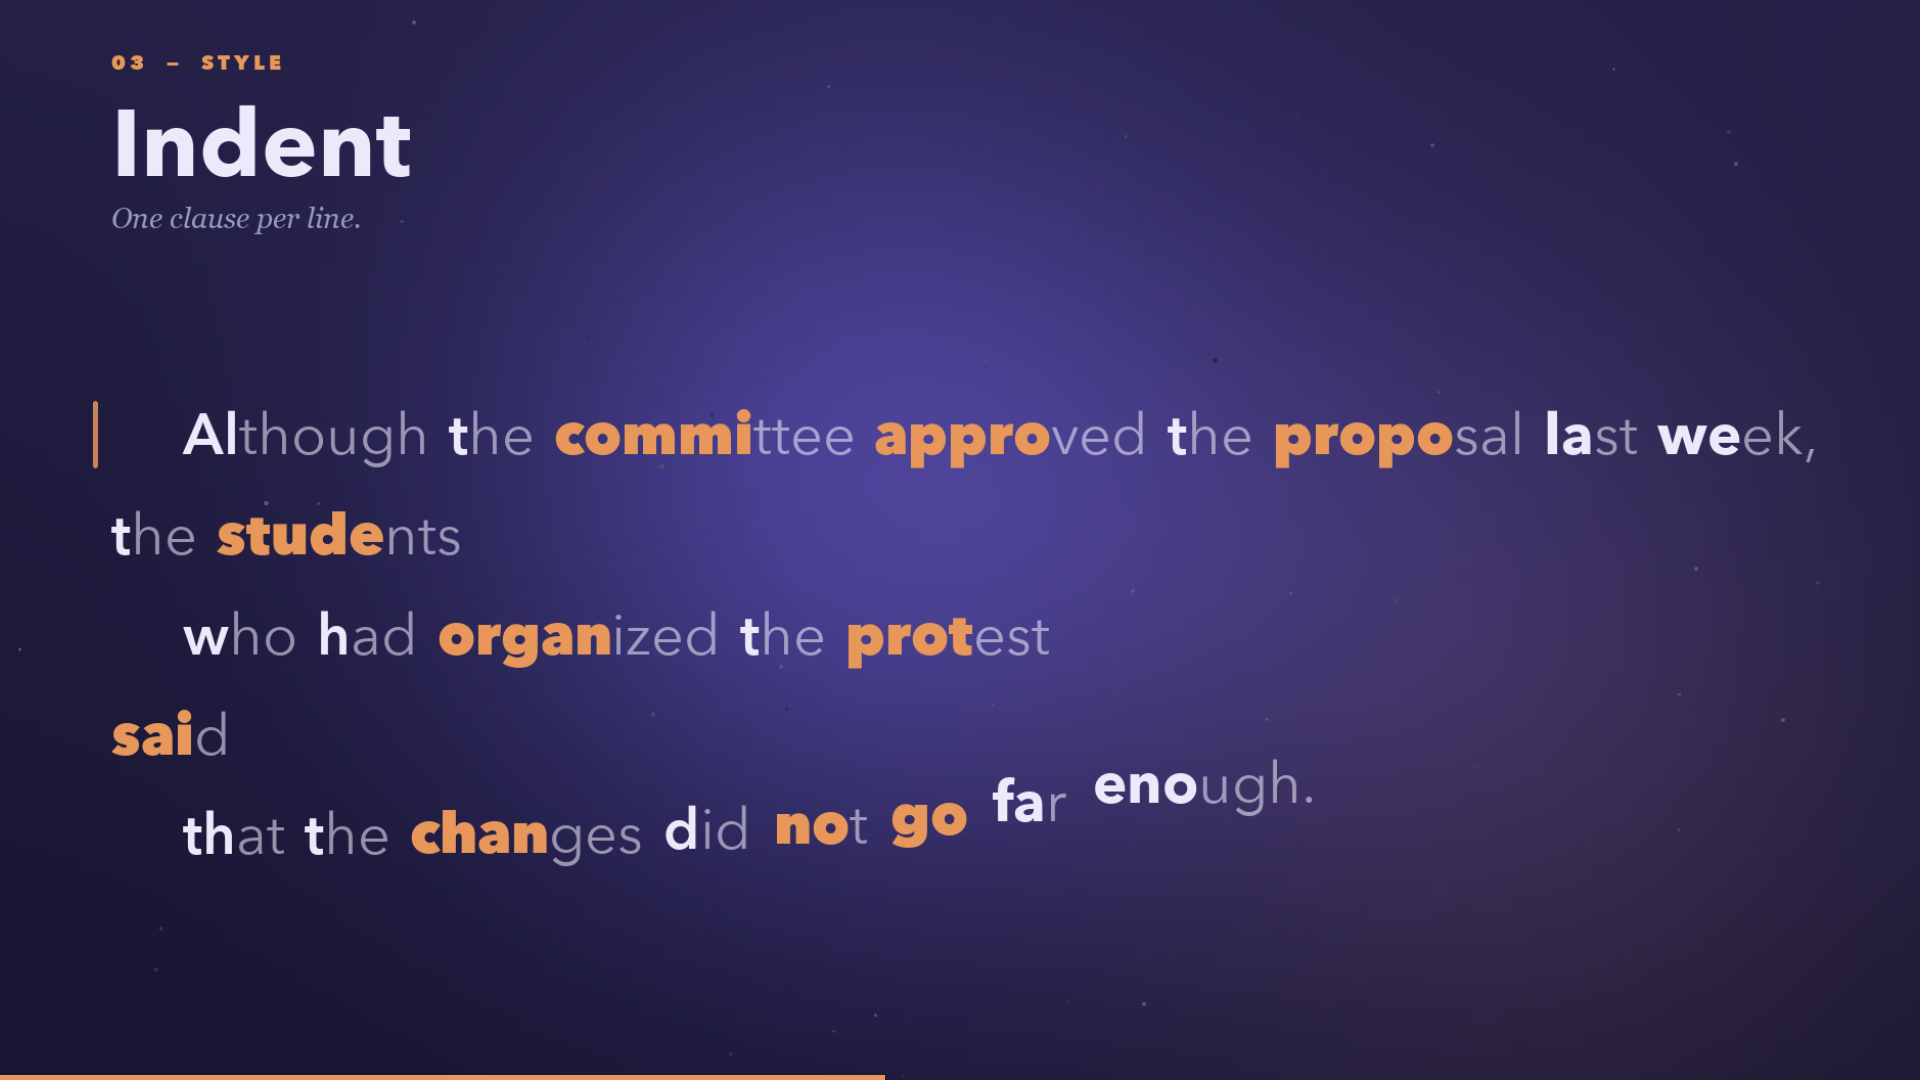 03 – STYLE
Indent
One clause per line.
Although the committee approved the proposal last week,
the students
who had organized the protest
said
that the changes did not go far enough.